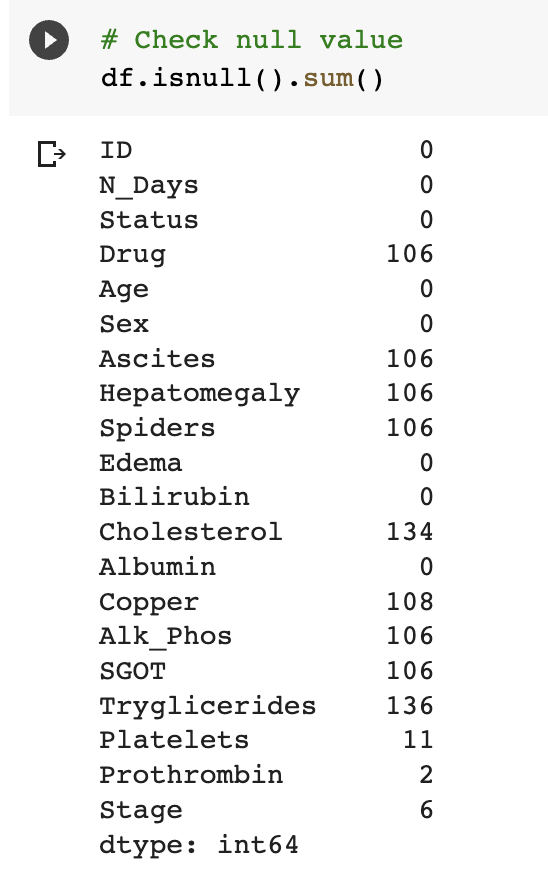 # Check null value
df.isnull().sum()
ID 0
N_Days 0
Status 0
Drug 106
Age 0
Sex 0
Ascites 106
Hepatomegaly 106
Spiders 106
Edema 0
Bilirubin 0
Cholesterol 134
Albumin 0
Copper 108
Alk_Phos 106
SGOT 106
Tryglicerides 136
Platelets 11
Prothrombin 2
Stage 6
dtype: int64